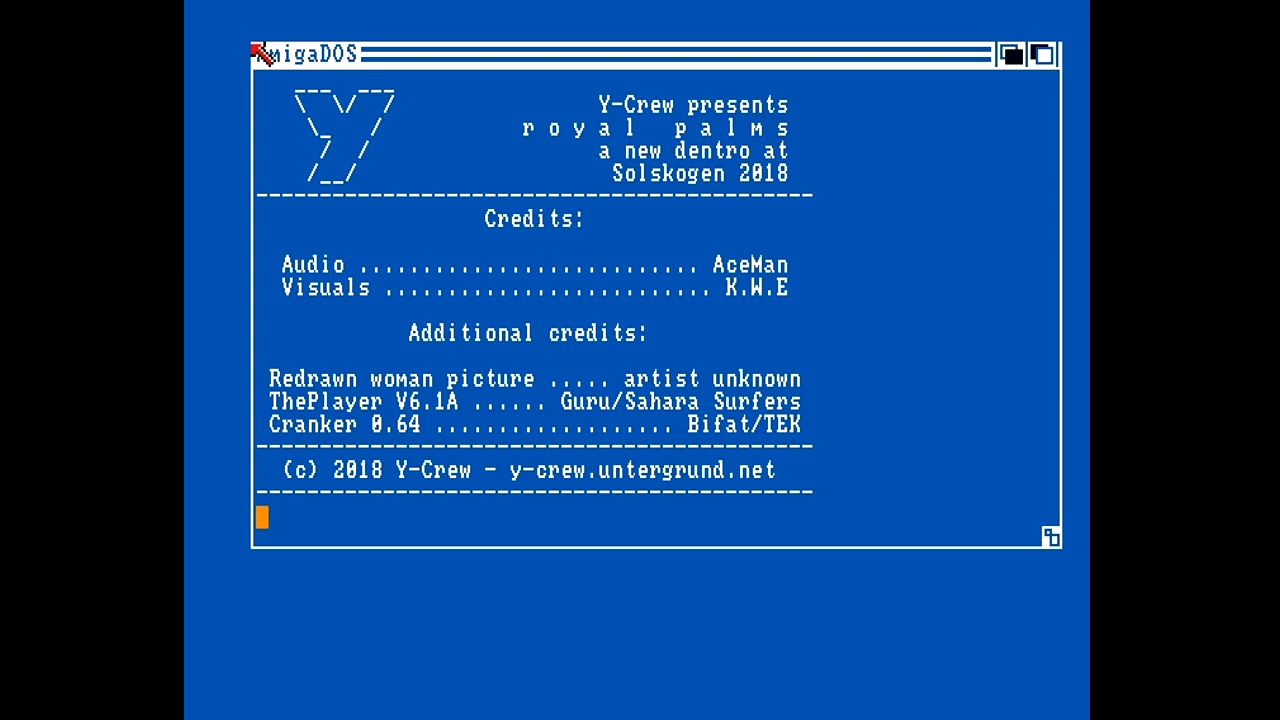 AmigaDOS
Y-Crew presents
r o y a l   p a l m s
a new dentro at
Solskogen 2018
Credits:
Audio ........................... AceMan
Visuals .......................... K.W.E
Additional credits:
Redrawn woman picture ..... artist unknown
ThePlayer V6.1A ...... Guru/Sahara Surfers
Cranker 0.64 ................... Bifat/TEK
(c) 2018 Y-Crew - y-crew.untergrund.net